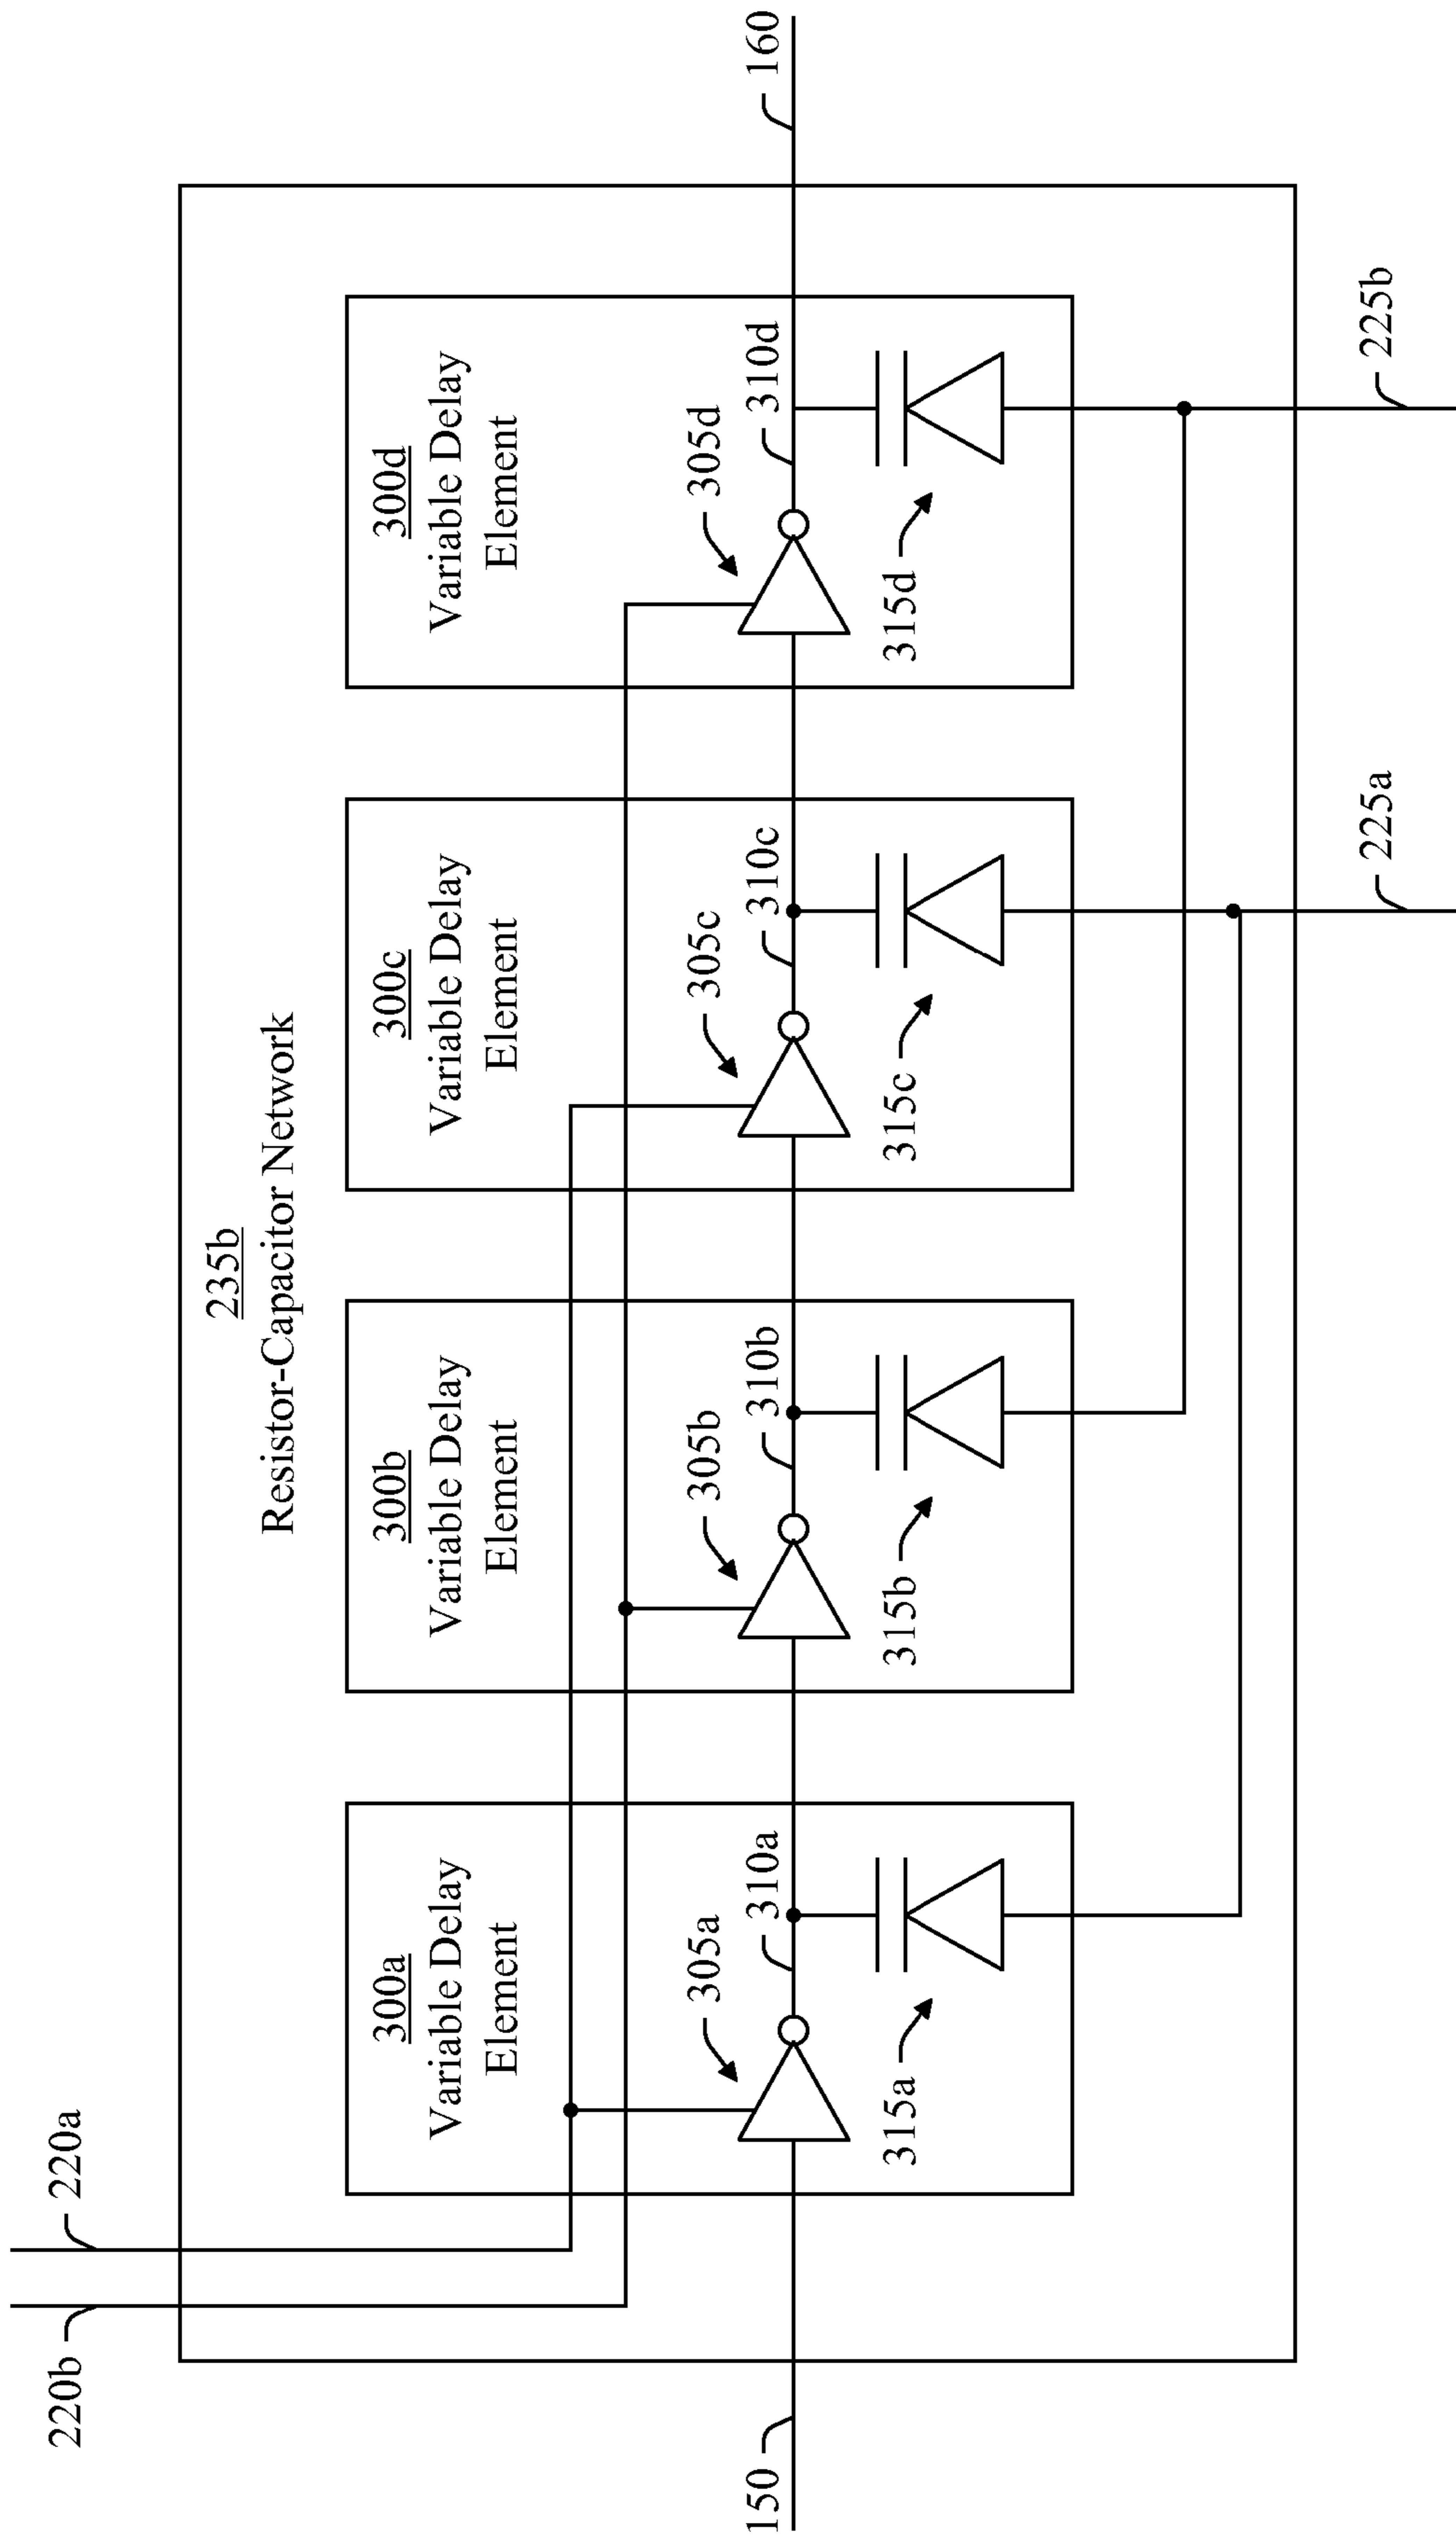 220b
220a
235b
Resistor-Capacitor Network
300a
Variable Delay
Element
300b
Variable Delay
Element
300c
Variable Delay
Element
300d
Variable Delay
Element
305a
310a
305b
310b
305c
310c
305d
310d
150
160
315a
315b
315c
315d
225a
225b